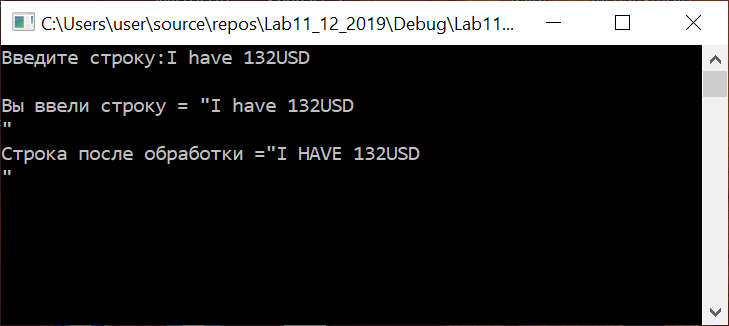 C:\Users\user\source\repos\Lab11_12_2019\Debug\Lab11...
Введите строку:I have 132USD
Вы ввели строку = "I have 132USD
"
Строка после обработки ="I HAVE 132USD
"